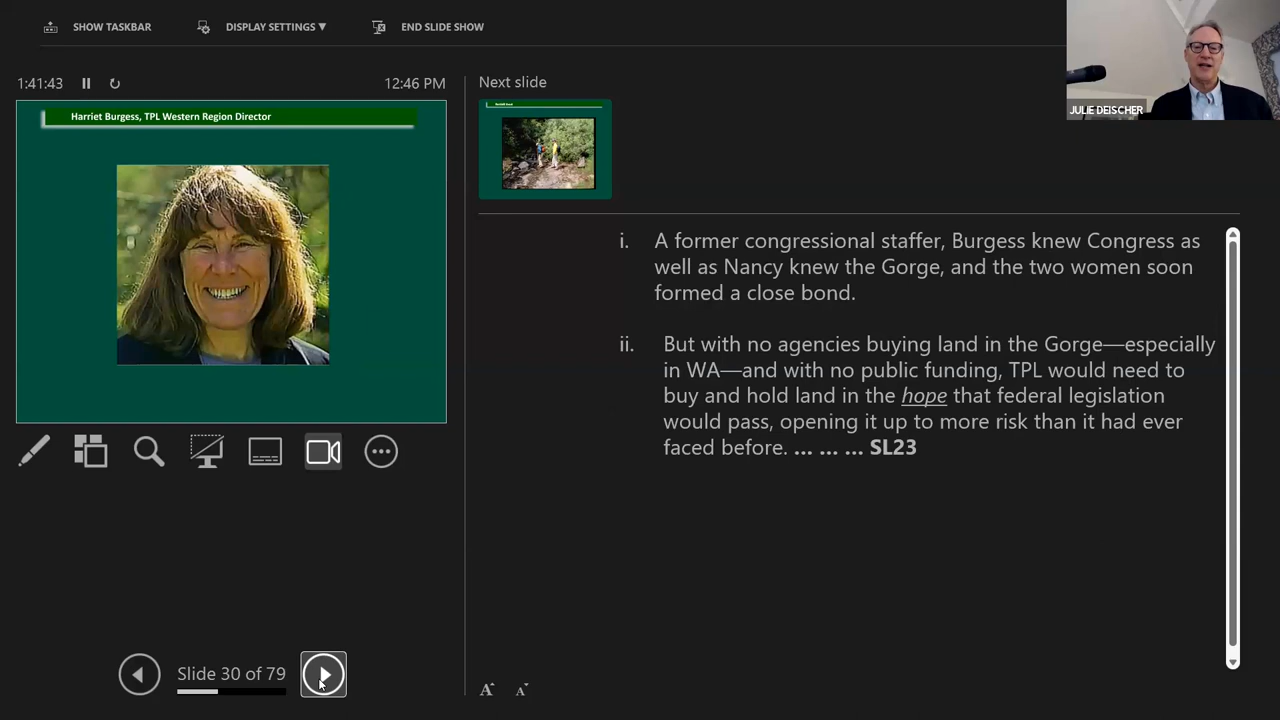 SHOW TASKBAR
DISPLAY SETTINGS ▼
END SLIDE SHOW
JULIE DEISCHER
1:41:43
12:46 PM
Harriet Burgess, TPL Western Region Director
Next slide
i. A former congressional staffer, Burgess knew Congress as
well as Nancy knew the Gorge, and the two women soon
formed a close bond.
ii. But with no agencies buying land in the Gorge—especially
in WA—and with no public funding, TPL would need to
buy and hold land in the hope that federal legislation
would pass, opening it up to more risk than it had ever
faced before. ... ... ... SL23
Slide 30 of 79
A A